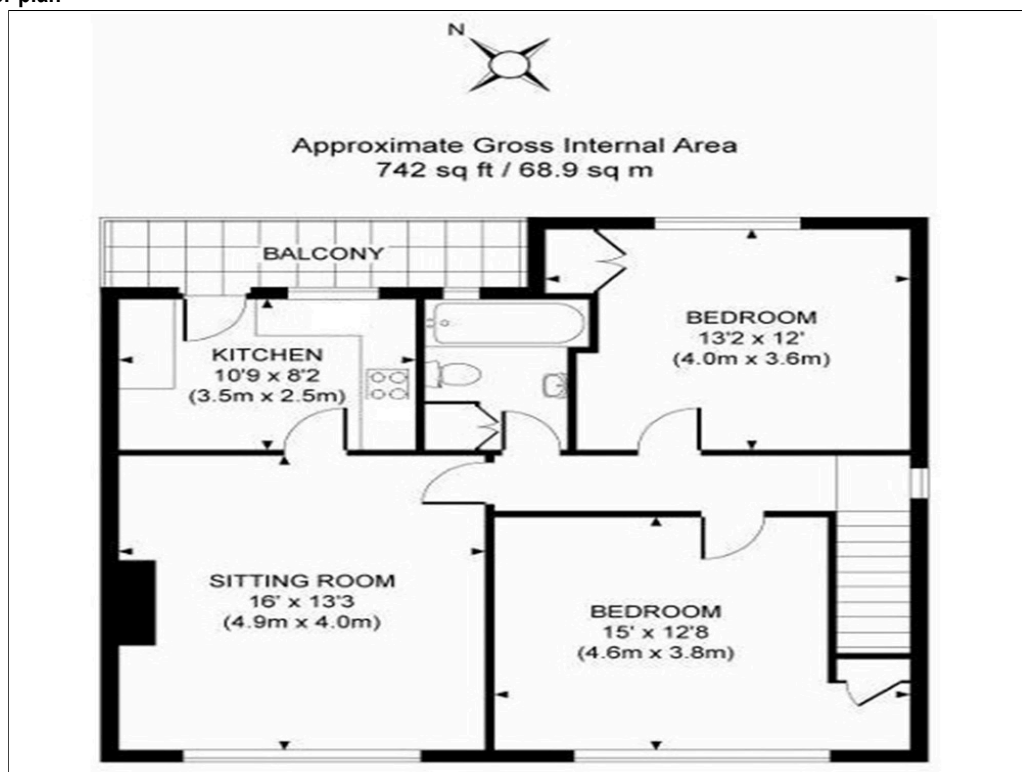 N
Approximate Gross Internal Area
742 sq ft / 68.9 sq m
BALCONY
BEDROOM
13'2 x 12'
(4.0m x 3.6m)
KITCHEN
10'9 x 8'2
(3.5m x 2.5m)
SITTING ROOM
16' x 13'3
(4.9m x 4.0m)
BEDROOM
15' x 12'8
(4.6m x 3.8m)